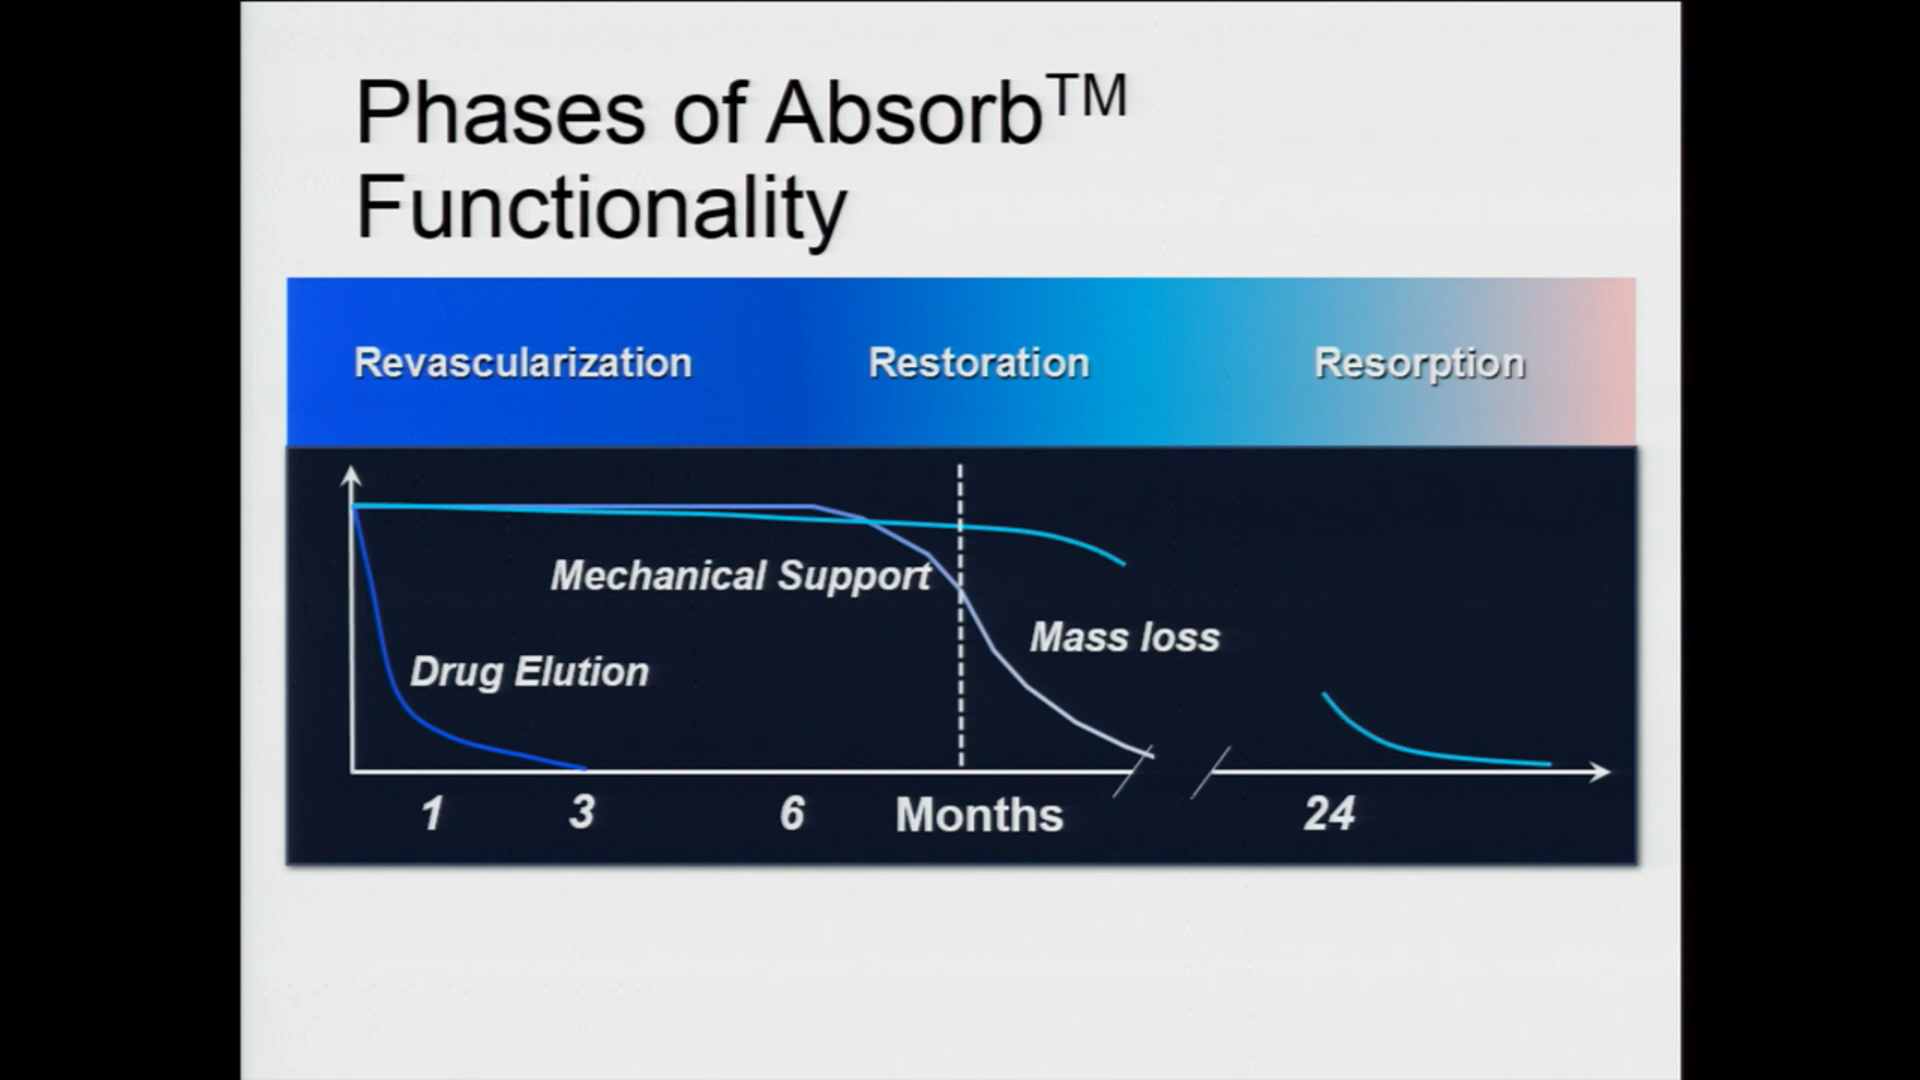 Phases of Absorb™
Functionality
Revascularization Restoration Resorption
Mechanical Support
Mass loss
Drug Elution
1 3 6 Months 24